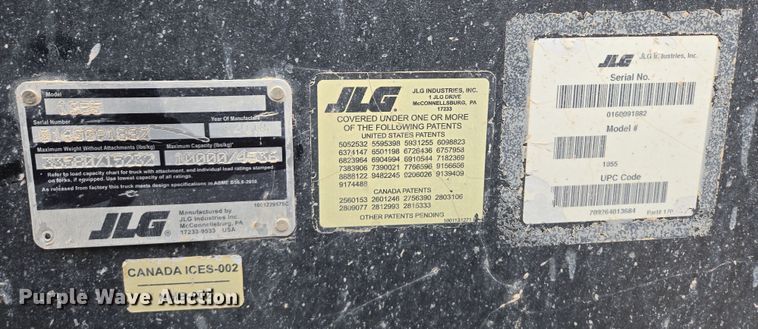 Model
Serial Number
Year Of Manufacture
Maximum Weight Without Attachments (lbs/kg)
Maximum Capacity (lbs/kg)
33580/15232
10000/4536
* Refer to load capacity chart for truck with attachment, and individual load ratings stamped
on forks, if equipped. Use lowest capacity of all.
As released from factory this truck meets design specifications in ASME B56.6-
JLG
Manufactured by
JLG Industries Inc.
McConnellsburg, PA
17233-9533 USA
CANADA ICES-002
JLG
JLG INDUSTRIES, INC.
1 JLG DRIVE
McCONNELLSBURG, PA
17233
COVERED UNDER ONE OR MORE
OF THE FOLLOWING PATENTS
UNITED STATES PATENTS
5052532 5595398 5931255 6098823
6374147 6501198 6726436 6757958
6823964 6904994 6910544 7182369
7383906 7390021 7766596 9156606
8888122 9482245 D206026 9139409
9174488
CANADA PATENTS
2560153 2601246 2756390 2803106
2809077 2812993 2815333
OTHER PATENTS PENDING
JLG
JLG Industries, Inc.
Serial No.
0160091882
Model #
1055
UPC Code
709264013684
Purple Wave Auction